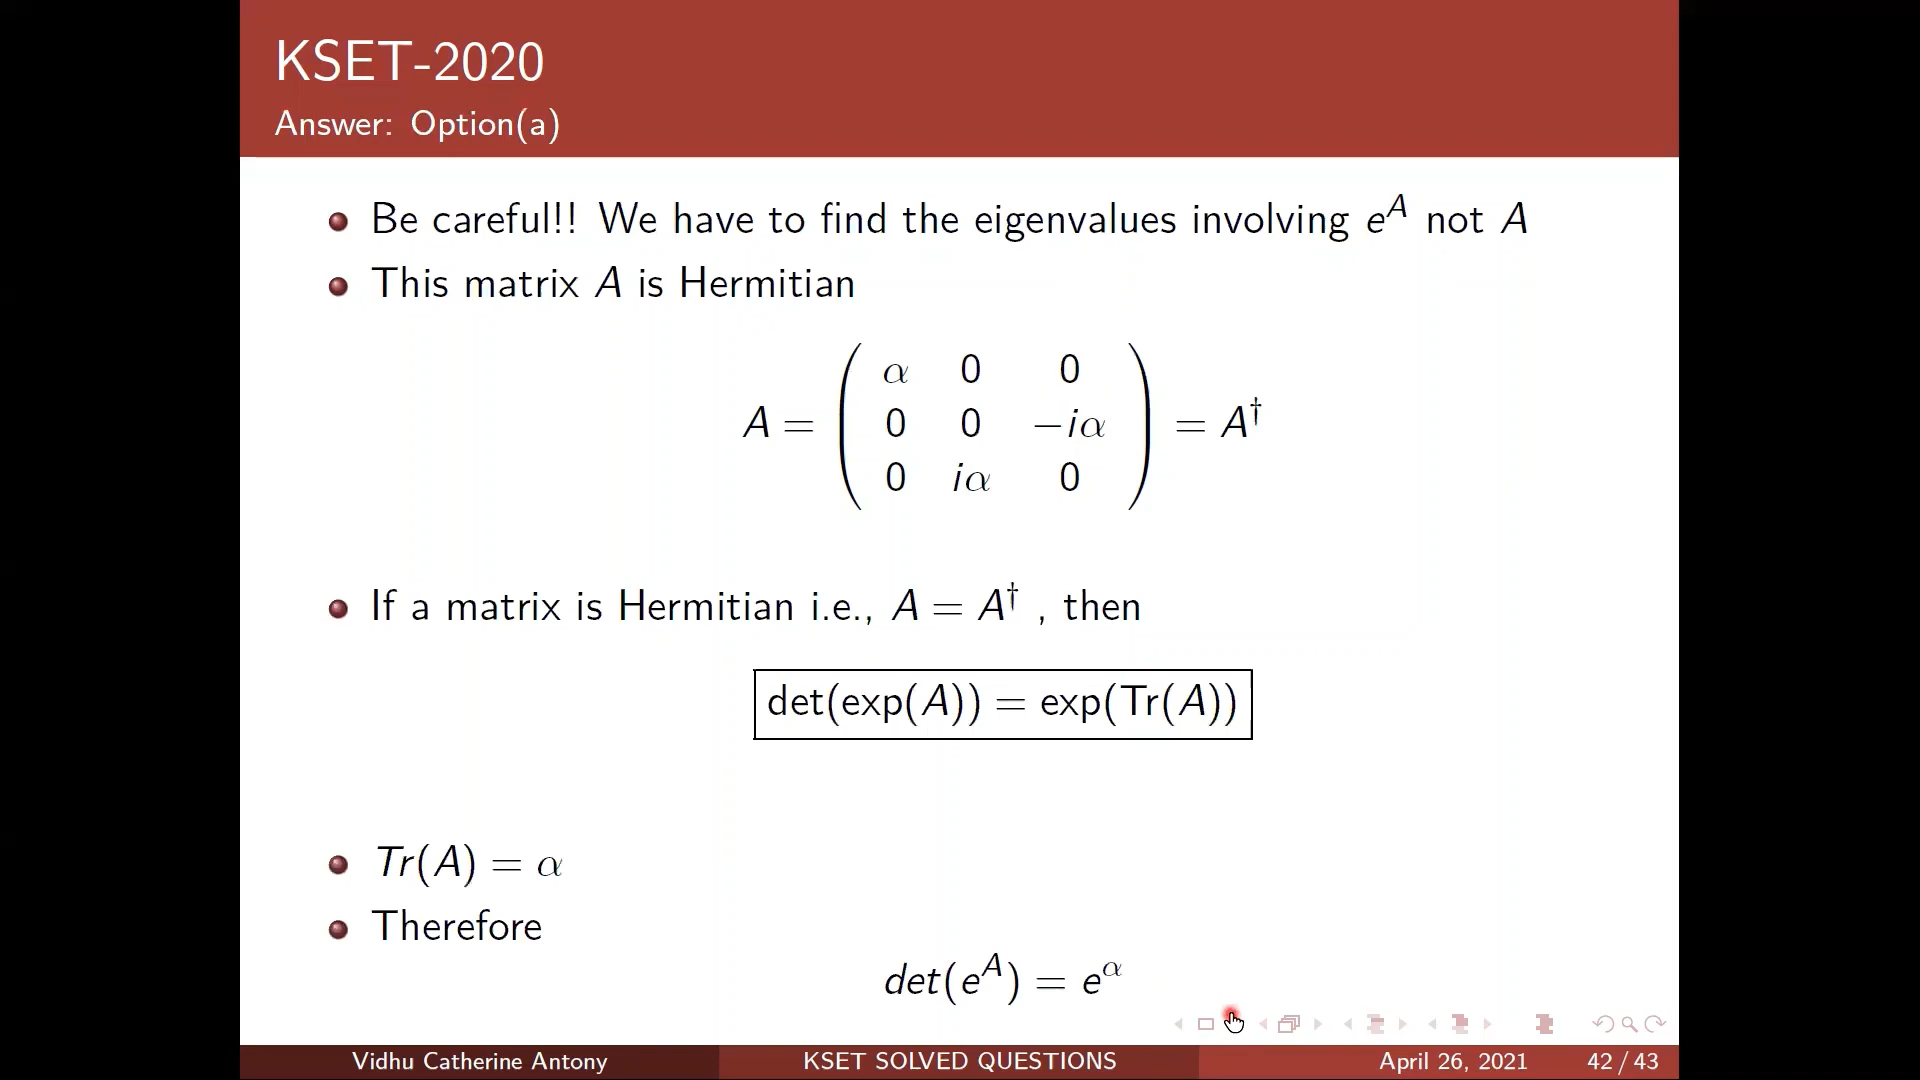 KSET-2020
Answer: Option(a)
Be careful!! We have to find the eigenvalues involving e^A not A
This matrix A is Hermitian
α 0 0
A = 0 0 −iα = A†
0 iα 0
If a matrix is Hermitian i.e., A = A† , then
det(exp(A)) = exp(Tr(A))
Tr(A) = α
Therefore
det(e^A) = e^α
Vidhu Catherine Antony KSET SOLVED QUESTIONS April 26, 2021 42 / 43